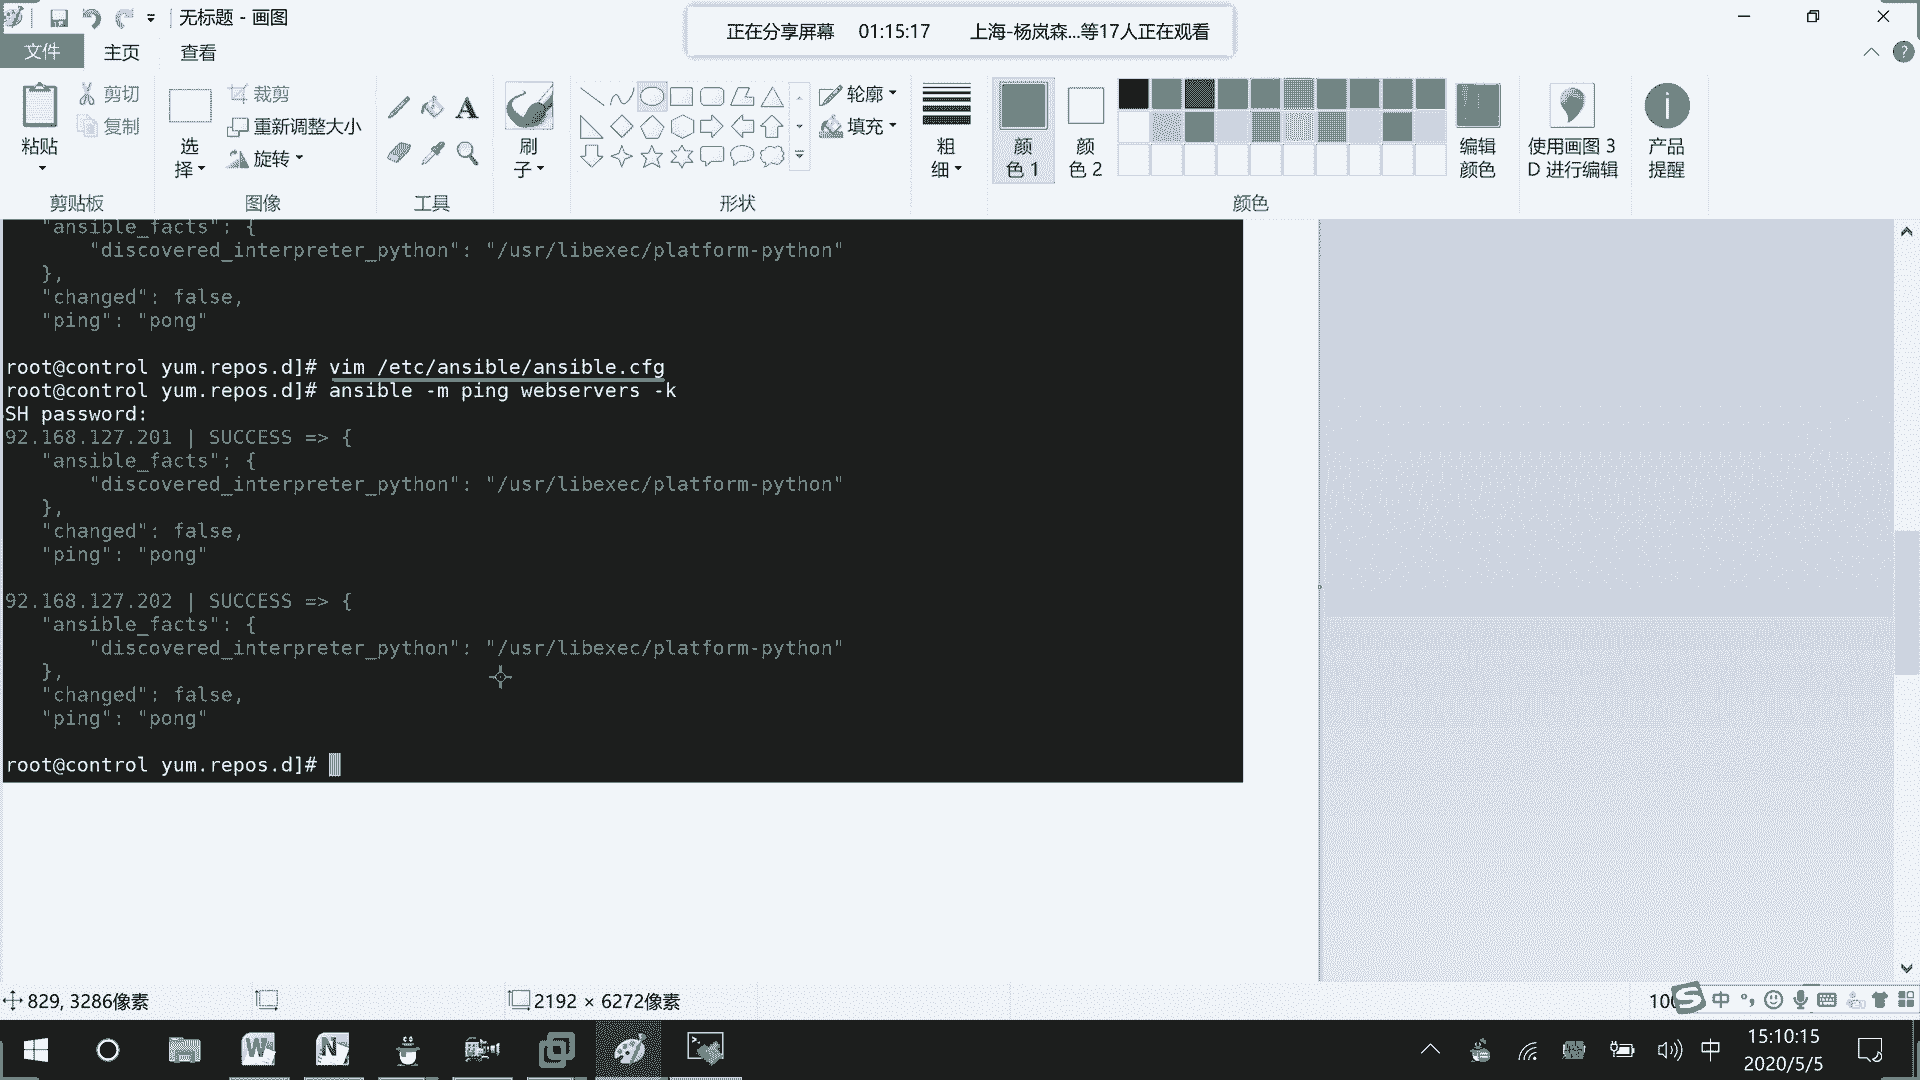 无标题 - 画图
正在分享屏幕 01:15:17 上海-杨岚森...等17人正在观看
文件 主页 查看
粘贴
剪切
复制
剪贴板
选择
裁剪
重新调整大小
旋转
图像
A
工具
刷子
轮廓
填充
形状
粗细
颜色 1
颜色 2
编辑颜色
颜色
使用画图 3D 进行编辑
产品提醒
"ansible_facts": {
"discovered_interpreter_python": "/usr/libexec/platform-python"
},
"changed": false,
"ping": "pong"
root@control yum.repos.d]# vim /etc/ansible/ansible.cfg
root@control yum.repos.d]# ansible -m ping webservers -k
SH password:
92.168.127.201 | SUCCESS => {
"ansible_facts": {
"discovered_interpreter_python": "/usr/libexec/platform-python"
},
"changed": false,
"ping": "pong"
92.168.127.202 | SUCCESS => {
"ansible_facts": {
"discovered_interpreter_python": "/usr/libexec/platform-python"
},
"changed": false,
"ping": "pong"
root@control yum.repos.d]#
829, 3286像素 2192 × 6272像素 100
中
中 15:10:15
2020/5/5